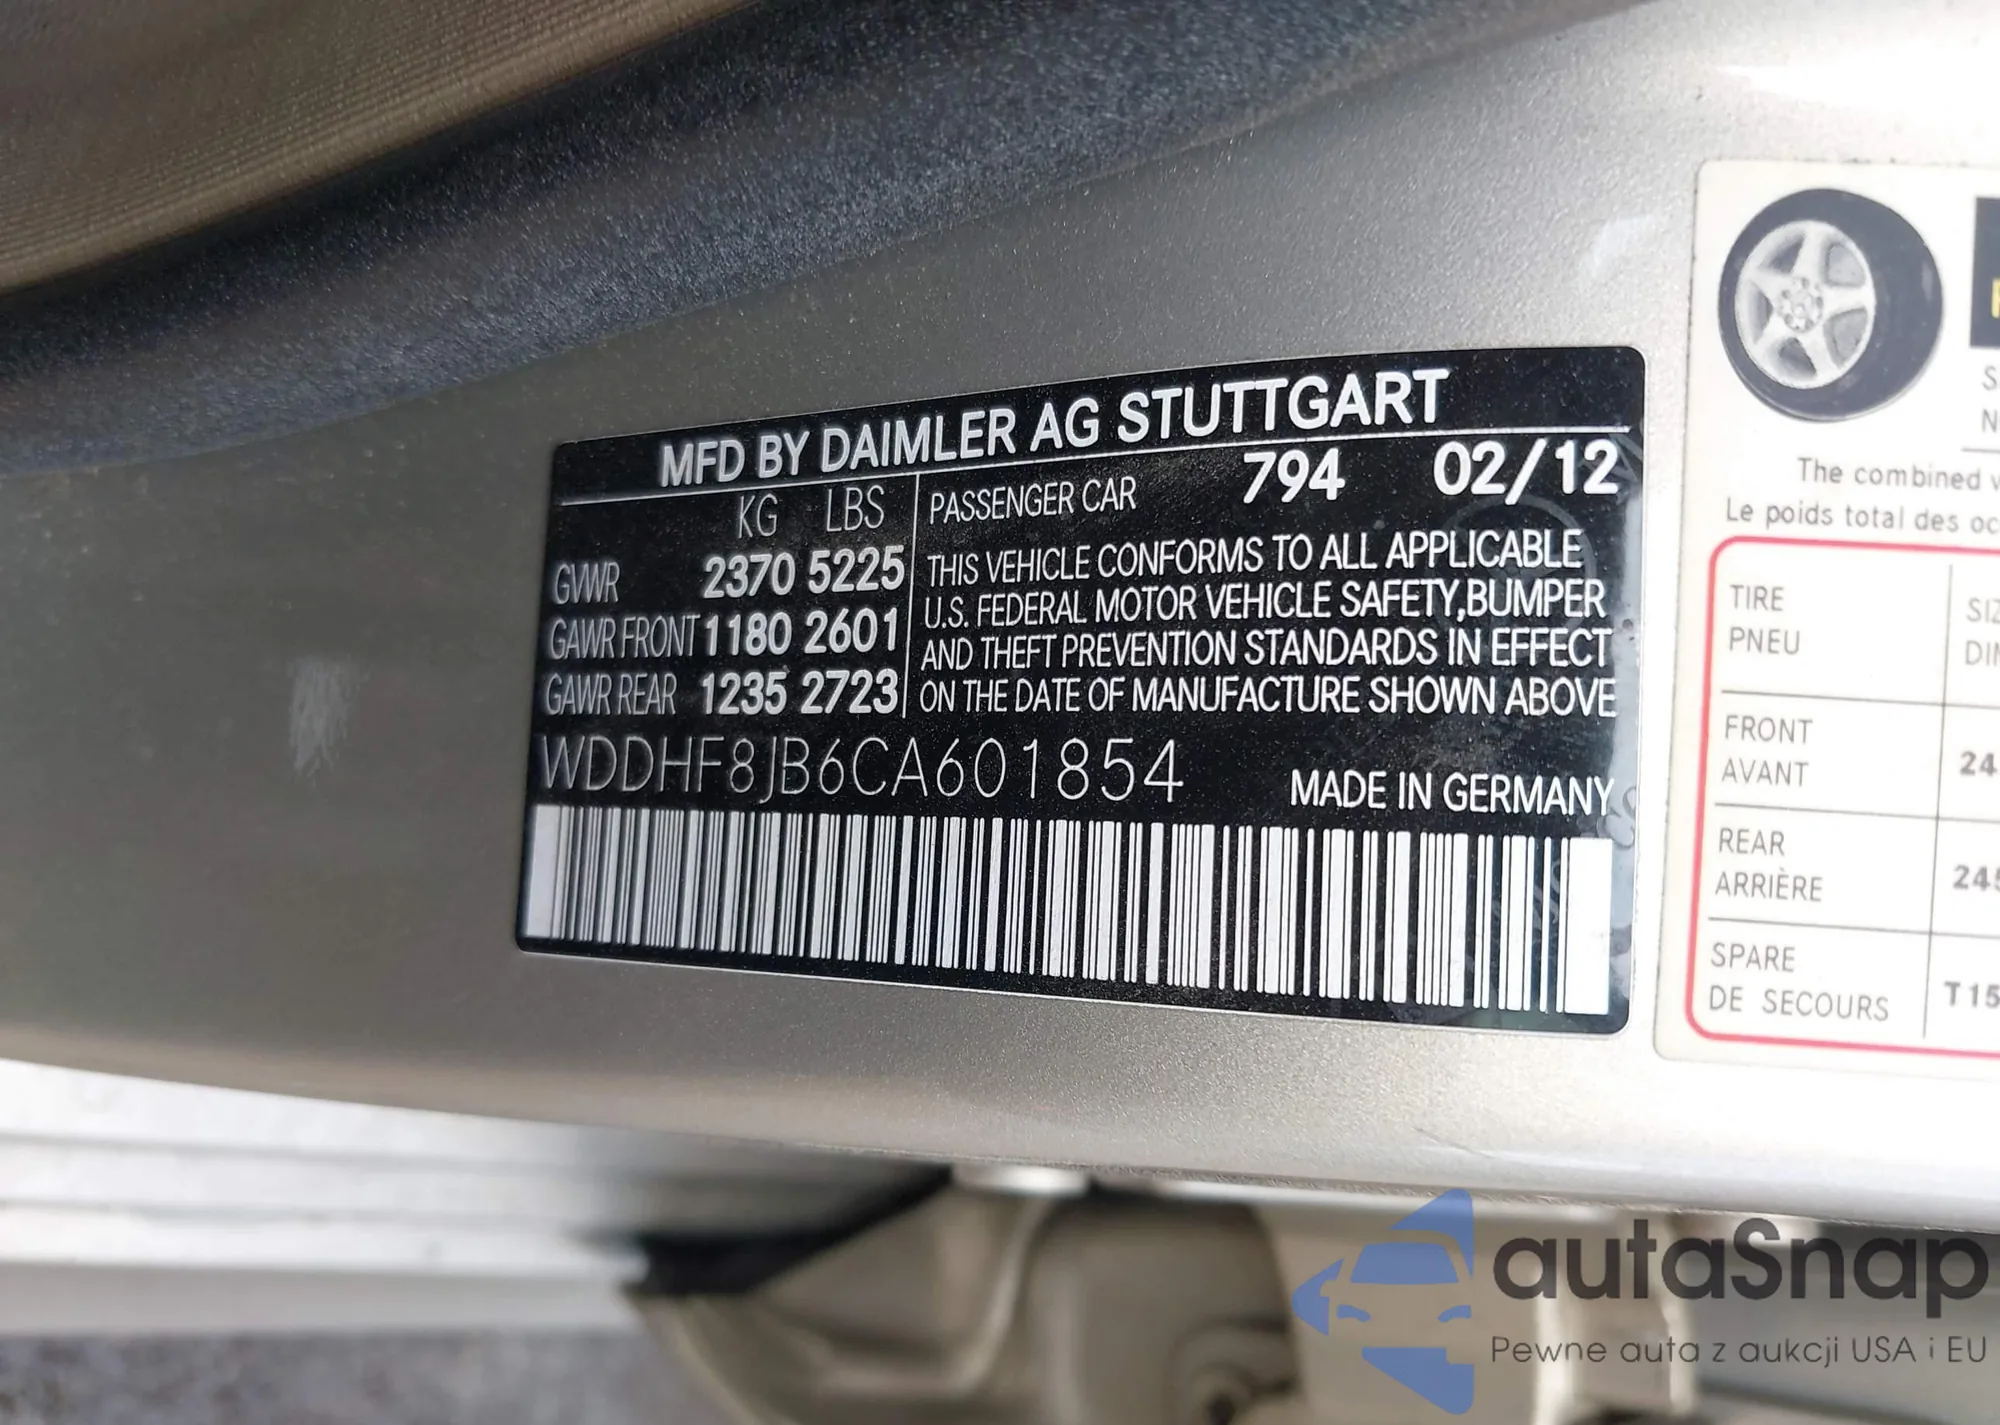 MFD BY DAIMLER AG STUTTGART
KG LBS
GVWR 2370 5225
GAWR FRONT 1180 2601
GAWR REAR 1235 2723
PASSENGER CAR 794 02/12
THIS VEHICLE CONFORMS TO ALL APPLICABLE
U.S. FEDERAL MOTOR VEHICLE SAFETY,BUMPER
AND THEFT PREVENTION STANDARDS IN EFFECT
ON THE DATE OF MANUFACTURE SHOWN ABOVE
WDDHF8JB6CA601854
MADE IN GERMANY
The combined
Le poids total des
TIRE
PNEU
FRONT
AVANT
REAR
ARRIÈRE
SPARE
DE SECOURS
autaSnap
Pewne auta z aukcji USA i EU